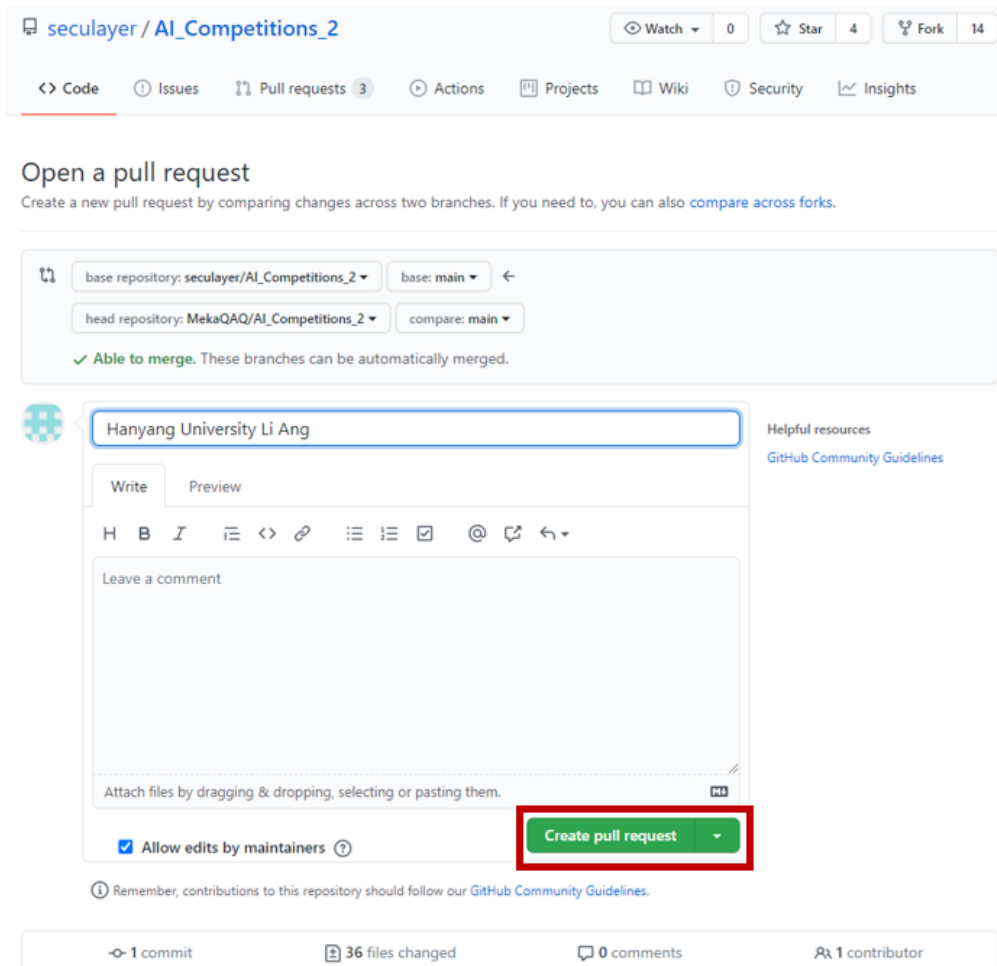 seculayer / AI_Competitions_2
Watch 0 Star 4 Fork 14
Code Issues Pull requests 3 Actions Projects Wiki Security Insights
Open a pull request
Create a new pull request by comparing changes across two branches. If you need to, you can also compare across forks.
base repository: seculayer/AI_Competitions_2 base: main
head repository: MekaQAQ/AI_Competitions_2 compare: main
Able to merge. These branches can be automatically merged.
Hanyang University Li Ang
Helpful resources
GitHub Community Guidelines
Write Preview
H B I
Leave a comment
Attach files by dragging & dropping, selecting or pasting them.
Create pull request
Allow edits by maintainers
Remember, contributions to this repository should follow our GitHub Community Guidelines.
1 commit 36 files changed 0 comments 1 contributor